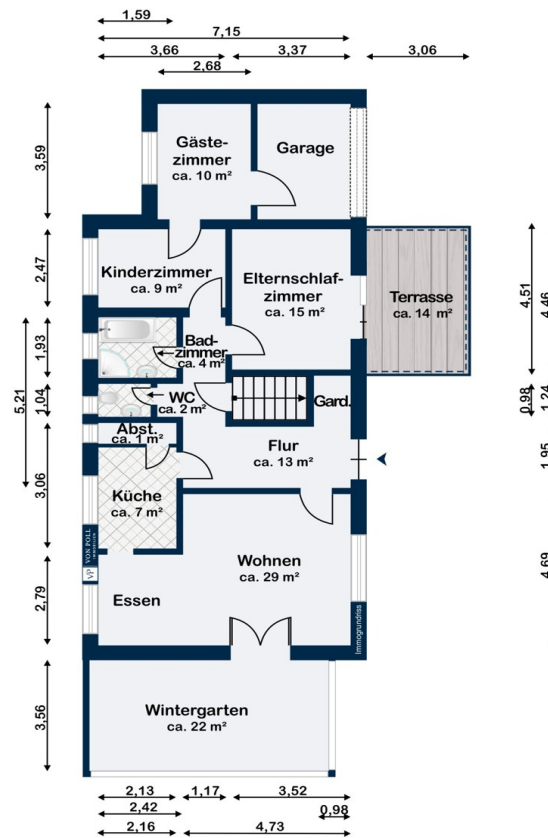 1,59
7,15
3,66
3,37
3,06
2,68
3,59
Gäste-
zimmer
ca. 10 m²
Garage
2,47
Kinderzimmer
ca. 9 m²
Elternschlaf-
zimmer
ca. 15 m²
Terrasse
ca. 14 m²
4,51
4,46
1,93
5,21
Bad-
zimmer
ca. 4 m²
1,04
WC
ca. 2 m²
Gard.
0,98
1,24
Abst.
ca. 1 m²
Flur
ca. 13 m²
1,95
3,06
Küche
ca. 7 m²
VON POLL
IMMOBILIEN
VP
Wohnen
ca. 29 m²
4,69
2,79
Essen
Immogrundriss
3,56
Wintergarten
ca. 22 m²
2,13
1,17
3,52
2,42
0,98
2,16
4,73